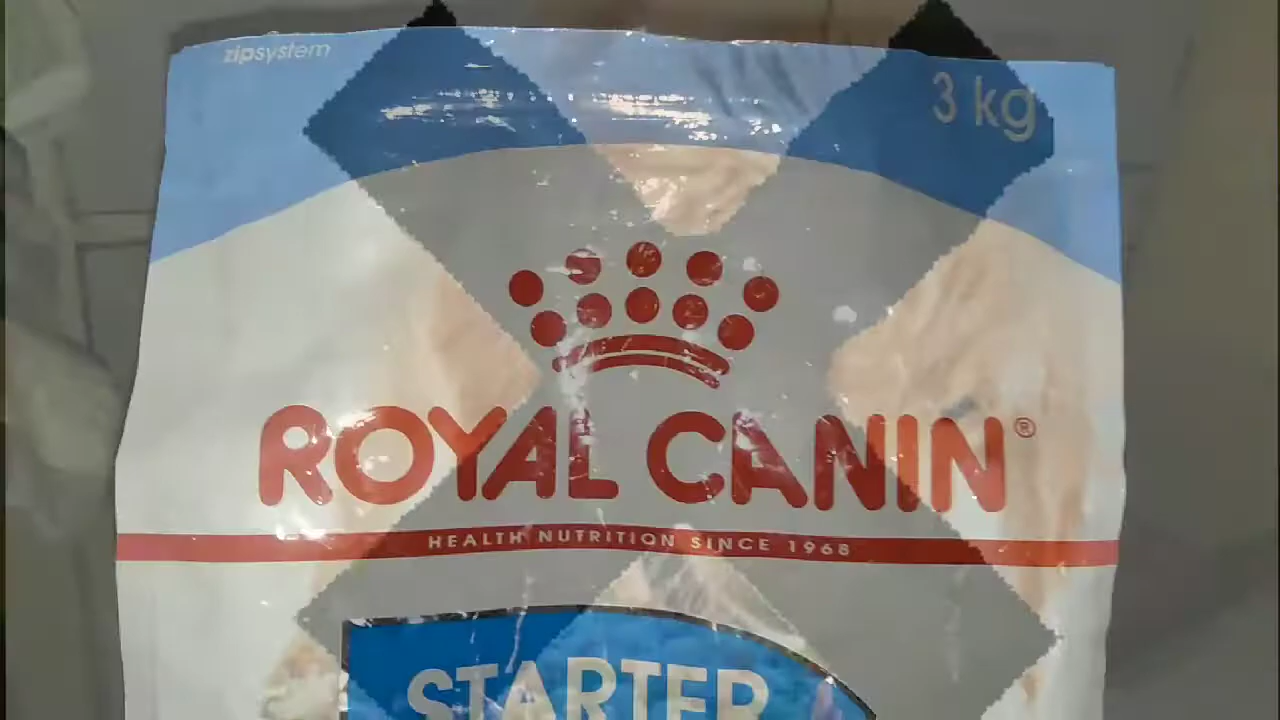 zipsystem
3 kg
ROYAL CANIN®
HEALTH NUTRITION SINCE 1968
STARTER